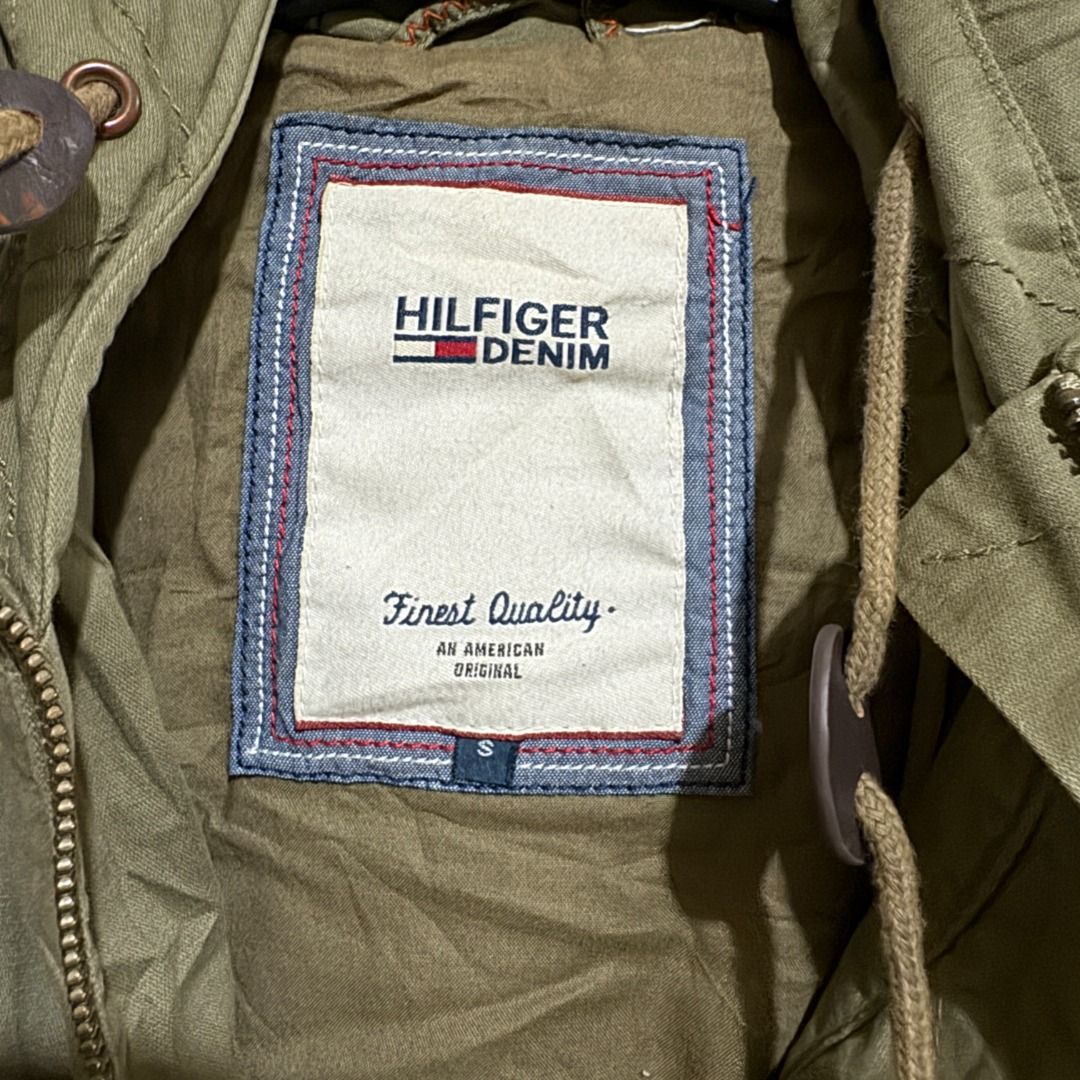 HILFIGER
DENIM
Finest Quality.
AN AMERICAN
ORIGINAL
S